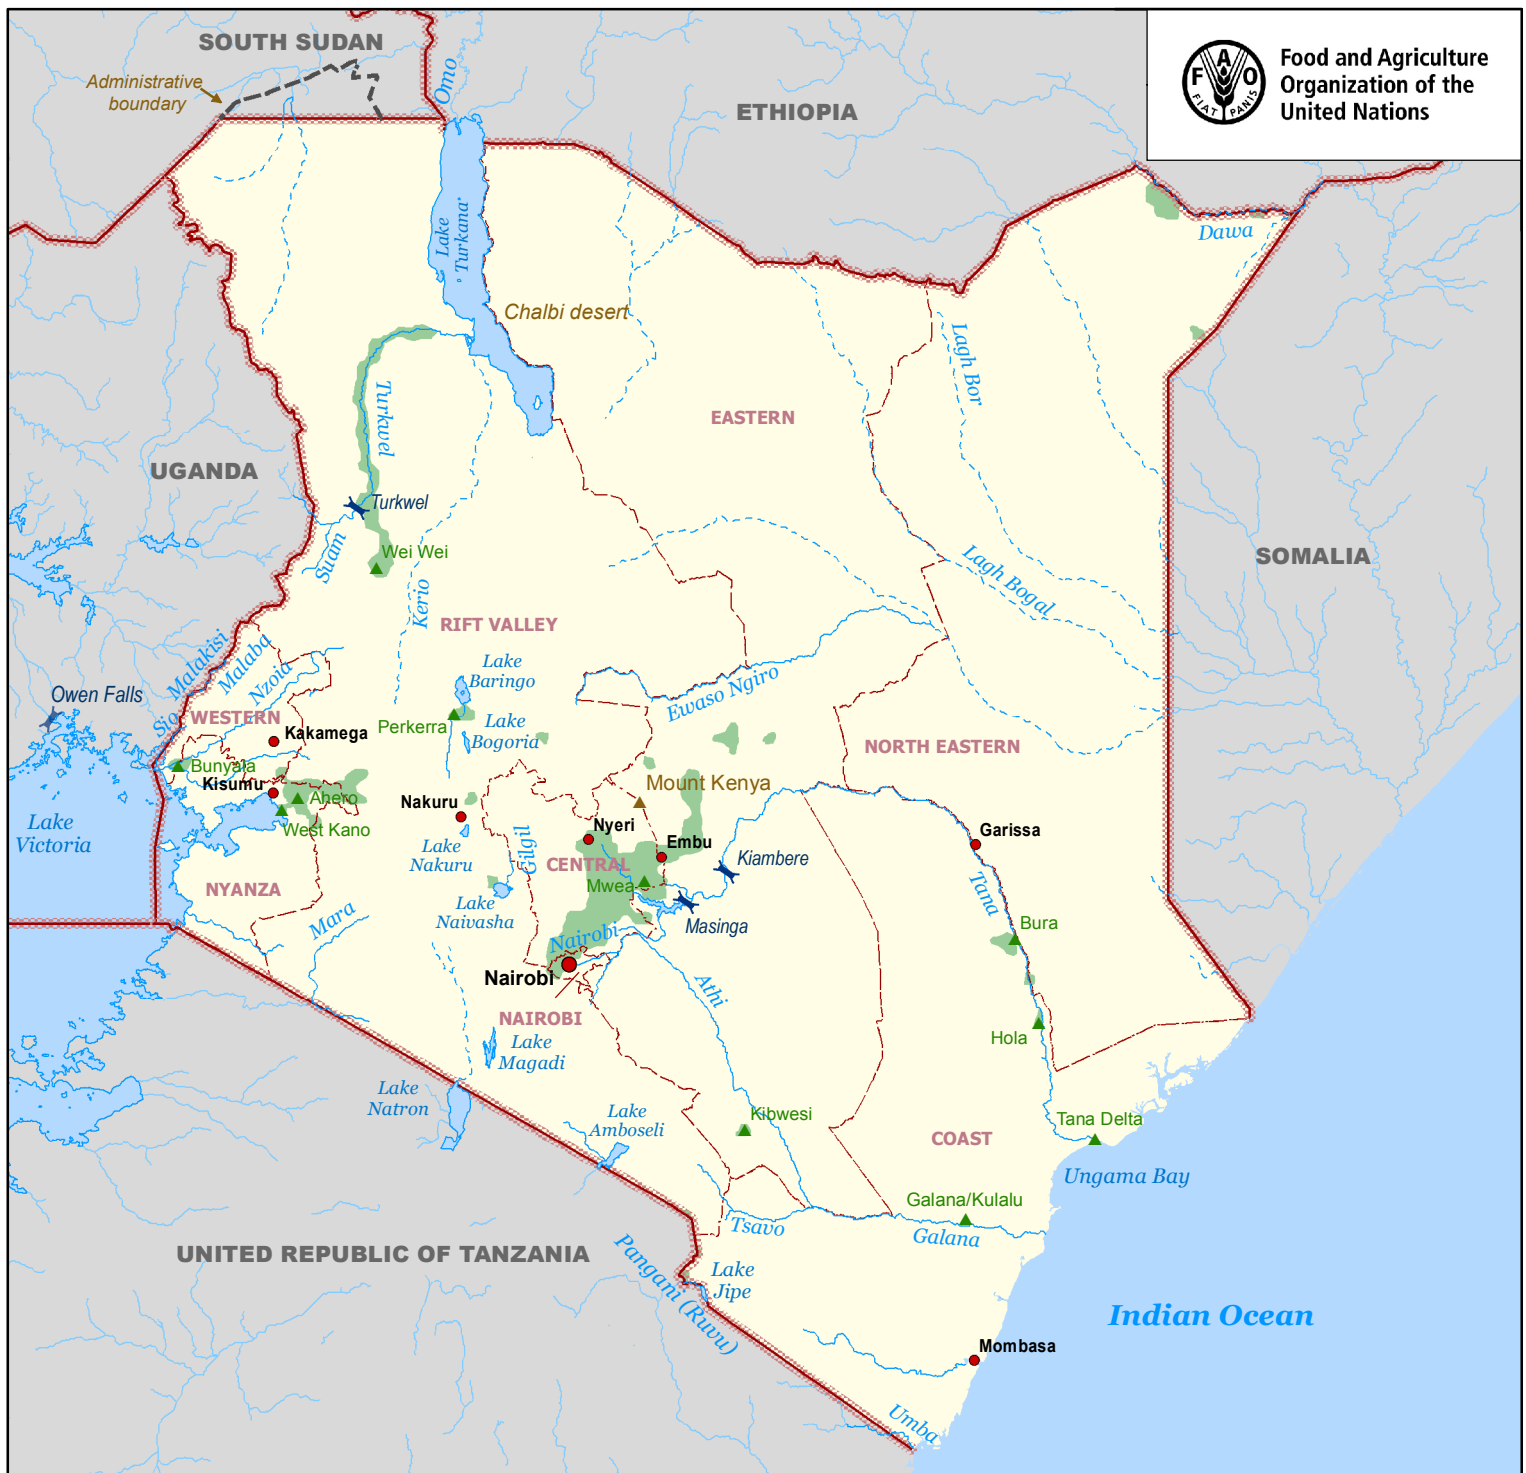 SOUTH SUDAN
Administrative
boundary
Omo
ETHIOPIA
F A O
FIAT PANIS
Food and Agriculture
Organization of the
United Nations
Dawa
Lake
Turkana
Chalbi desert
Lagh Bor
Turkwel
EASTERN
UGANDA
Turkwel
Wei Wei
Suam
SOMALIA
Lagh Bogal
Kerio
RIFT VALLEY
Malakisi
Malaba
Nzoia
Sio
Lake
Baringo
Ewaso Ngiro
Owen Falls
WESTERN
Kakamega
Perkerra
Lake
Bogoria
NORTH EASTERN
Bunyala
Kisumu
Ahero
West Kano
Mount Kenya
Nakuru
Lake
Victoria
Lake
Nakuru
Gilgil
Nyeri
Embu
CENTRAL
Kiambere
Garissa
NYANZA
Mwea
Tana
Lake
Naivasha
Masinga
Mara
Bura
Nairobi
Nairobi
Athi
NAIROBI
Hola
Lake
Magadi
Lake
Natron
Lake
Amboseli
Kibwesi
COAST
Tana Delta
Ungama Bay
Galana/Kulalu
Tsavo
Galana
UNITED REPUBLIC OF TANZANIA
Pangani (Ruvu)
Lake
Jipe
Indian Ocean
Mombasa
Umba